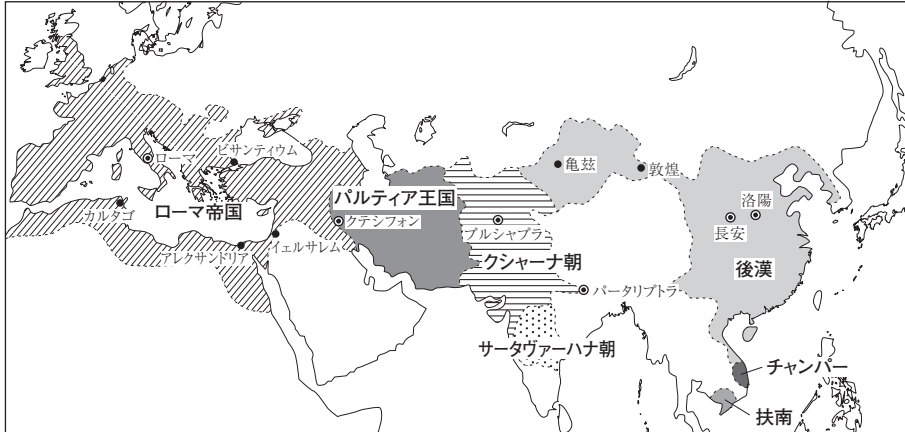 ローマ
ビザンティウム
カルタゴ
ローマ帝国
アレクサンドリア
イェルサレム
パルティア王国
クテシフォン
プルシャプラ
クシャーナ朝
パータリプトラ
サータヴァーハナ朝
亀茲
敦煌
洛陽
長安
後漢
チャンパー
扶南